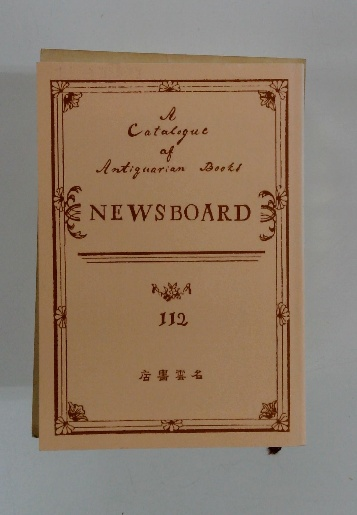 A
Catalogue
of
Antiquarian Books
NEWSBOARD
112
店書雲名